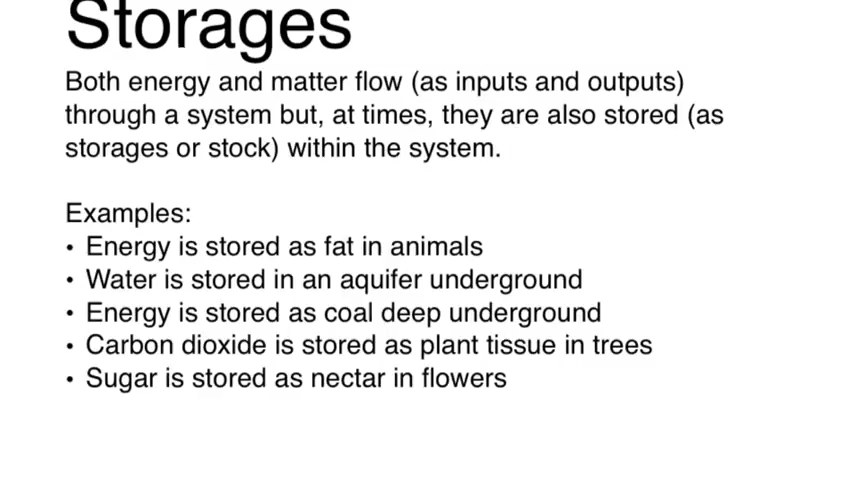 Storages
Both energy and matter flow (as inputs and outputs)
through a system but, at times, they are also stored (as
storages or stock) within the system.
Examples:
• Energy is stored as fat in animals
• Water is stored in an aquifer underground
• Energy is stored as coal deep underground
• Carbon dioxide is stored as plant tissue in trees
• Sugar is stored as nectar in flowers